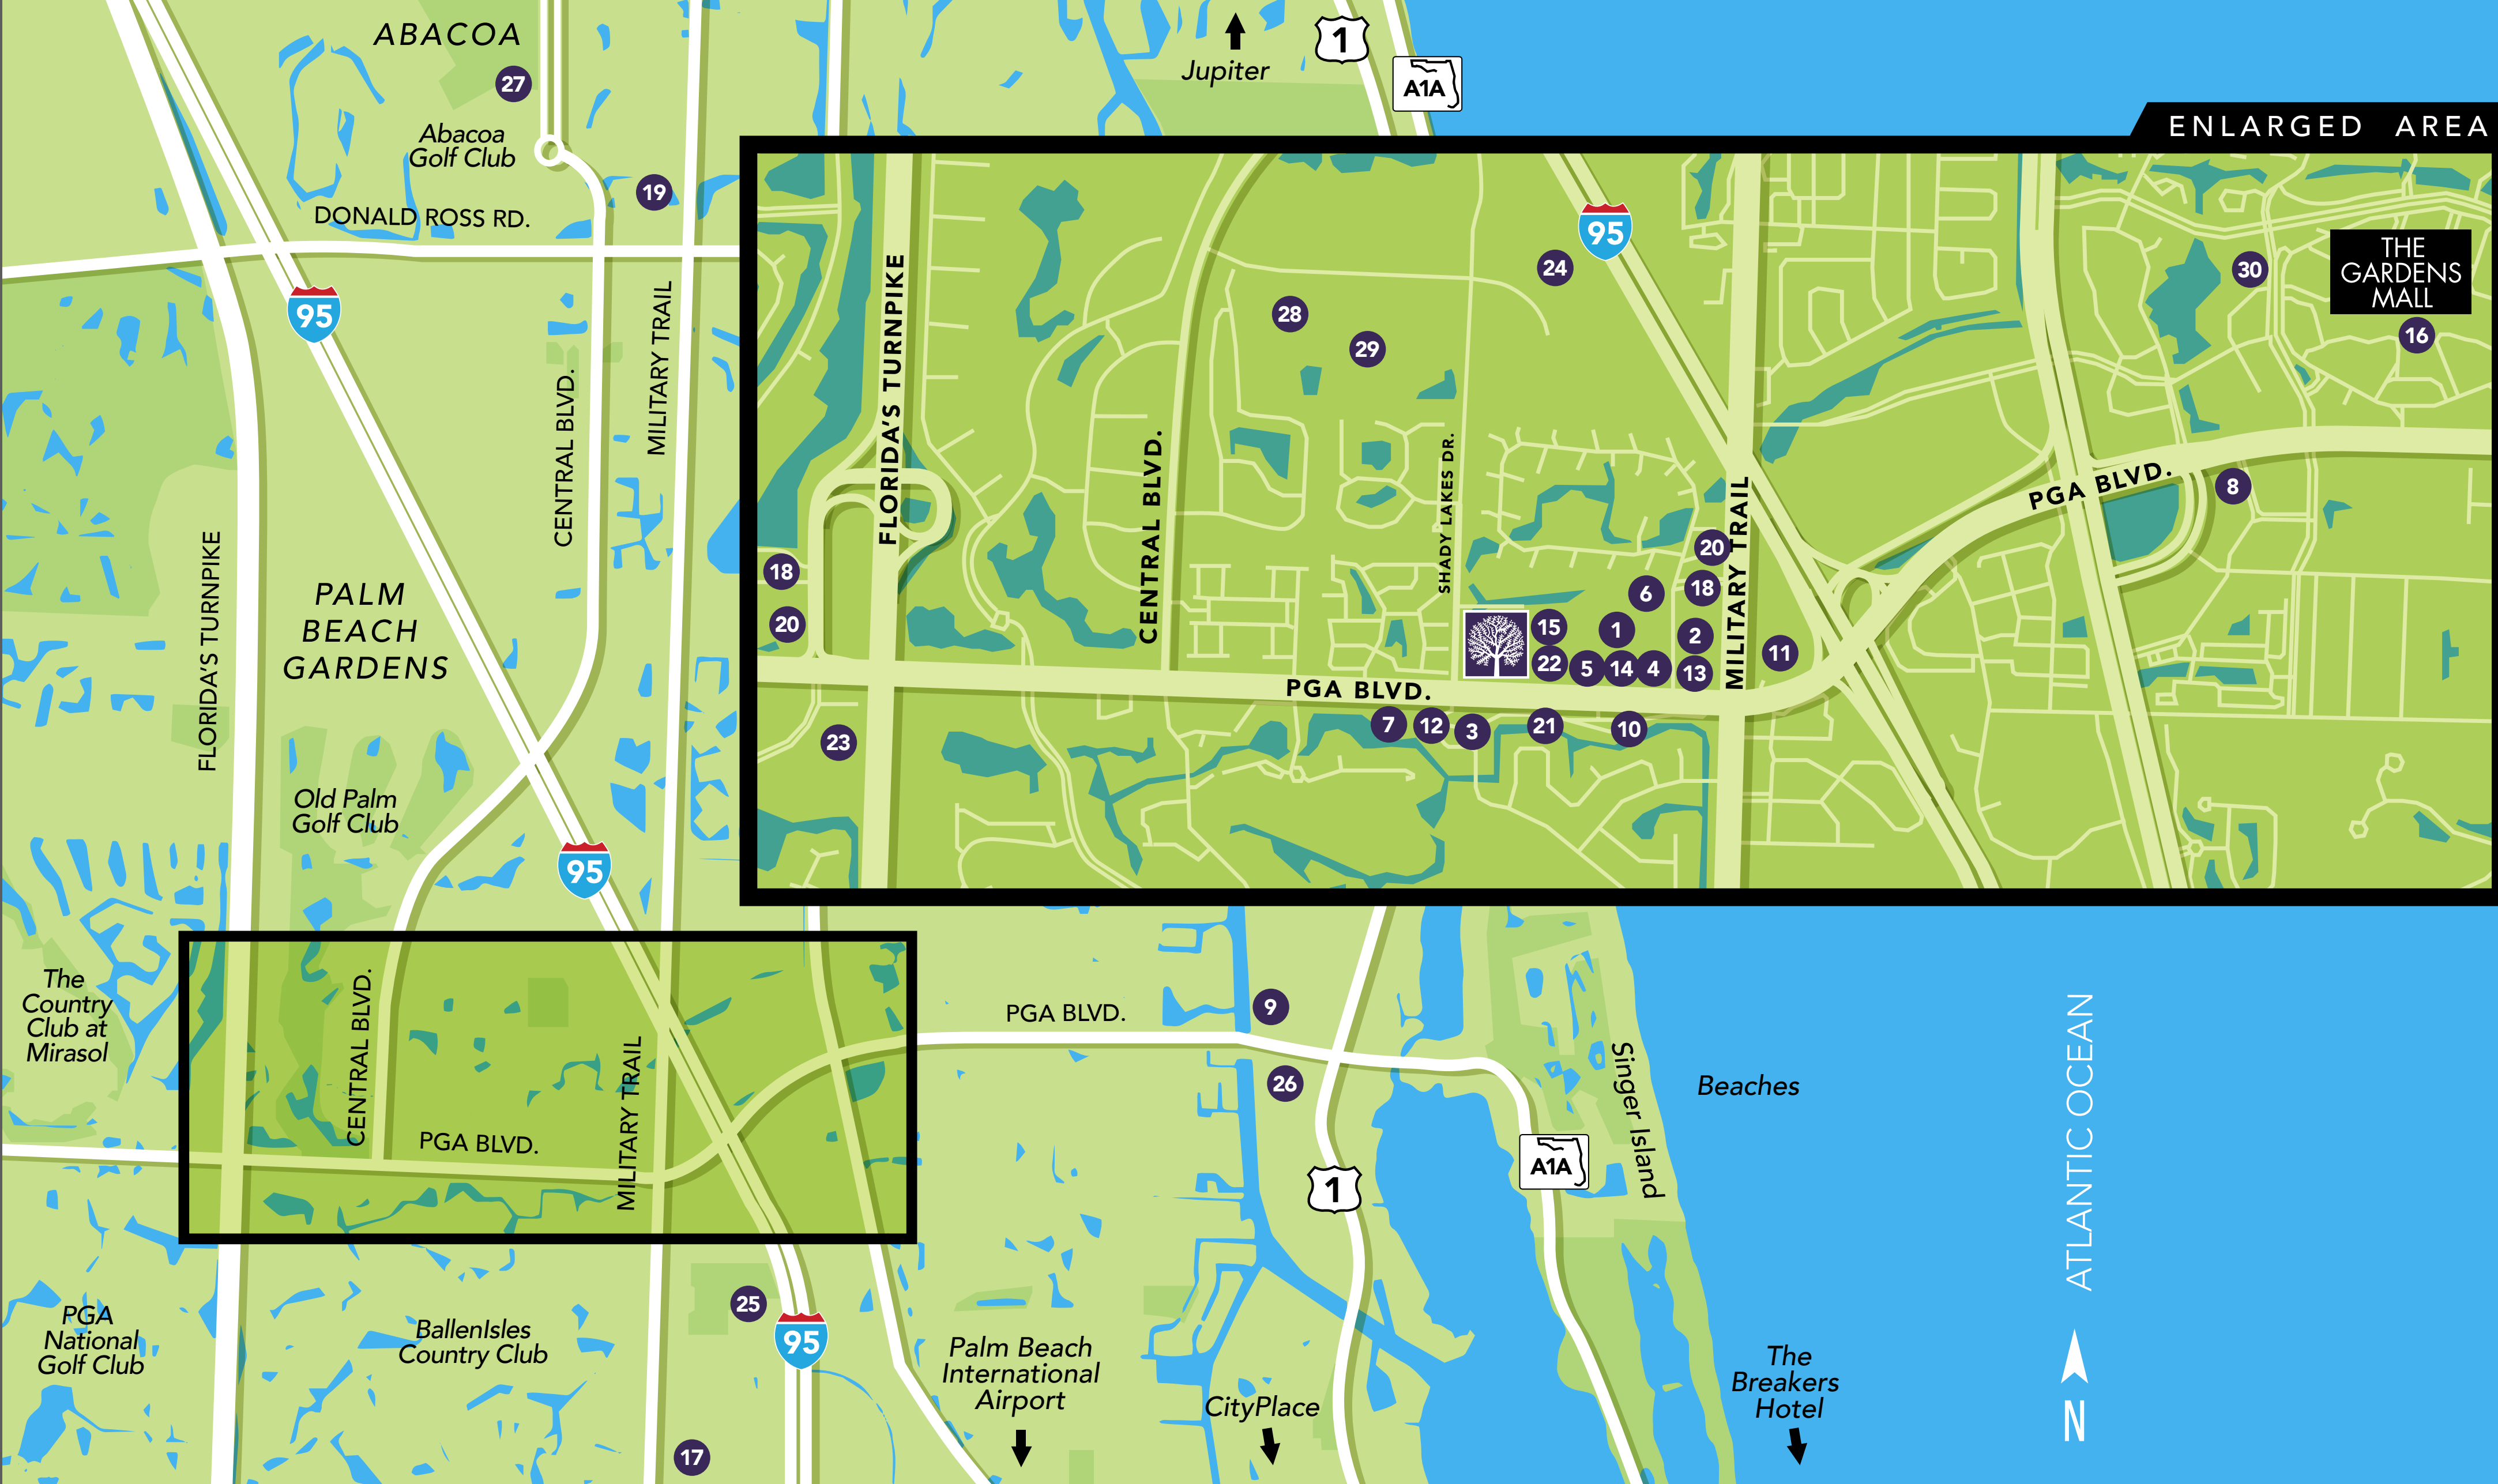 ABACOA
27
Abacoa
Golf Club
19
DONALD ROSS RD.
95
Jupiter
1
A1A
ENLARGED AREA
FLORIDA'S TURNPIKE
CENTRAL BLVD.
MILITARY TRAIL
PALM
BEACH
GARDENS
Old Palm
Golf Club
95
The
Country
Club at
Mirasol
CENTRAL BLVD.
PGA BLVD.
MILITARY TRAIL
PGA
National
Golf Club
BallenIsles
Country Club
25
95
17
FLORIDA'S TURNPIKE
CENTRAL BLVD.
SHADY LAKES DR.
MILITARY TRAIL
PGA BLVD.
PGA BLVD.
95
24
28
29
30
THE
GARDENS
MALL
16
8
18
20
23
20
18
6
15
1
2
22
5
14
4
13
11
7
12
3
21
10
PGA BLVD.
9
26
1
A1A
Singer Island
Beaches
ATLANTIC OCEAN
Palm Beach
International
Airport
CityPlace
The
Breakers
Hotel
N